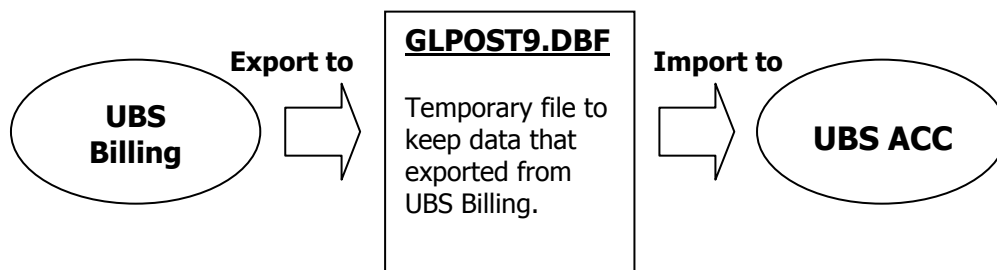 UBS
Billing
Export to
GLPOST9.DBF
Temporary file to
keep data that
exported from
UBS Billing.
Import to
UBS ACC